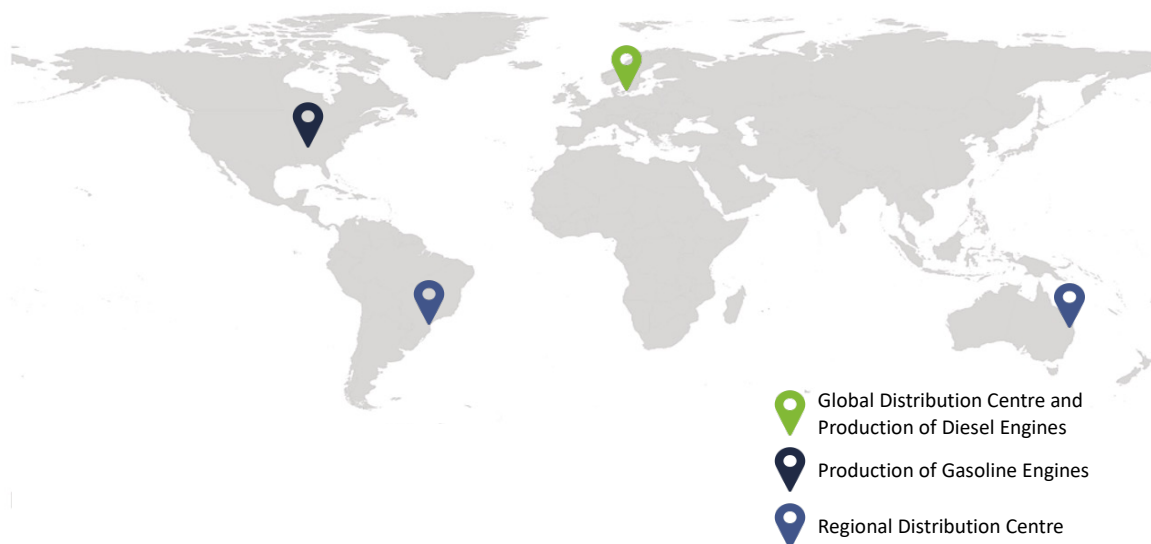 Global Distribution Centre and
Production of Diesel Engines
Production of Gasoline Engines
Regional Distribution Centre